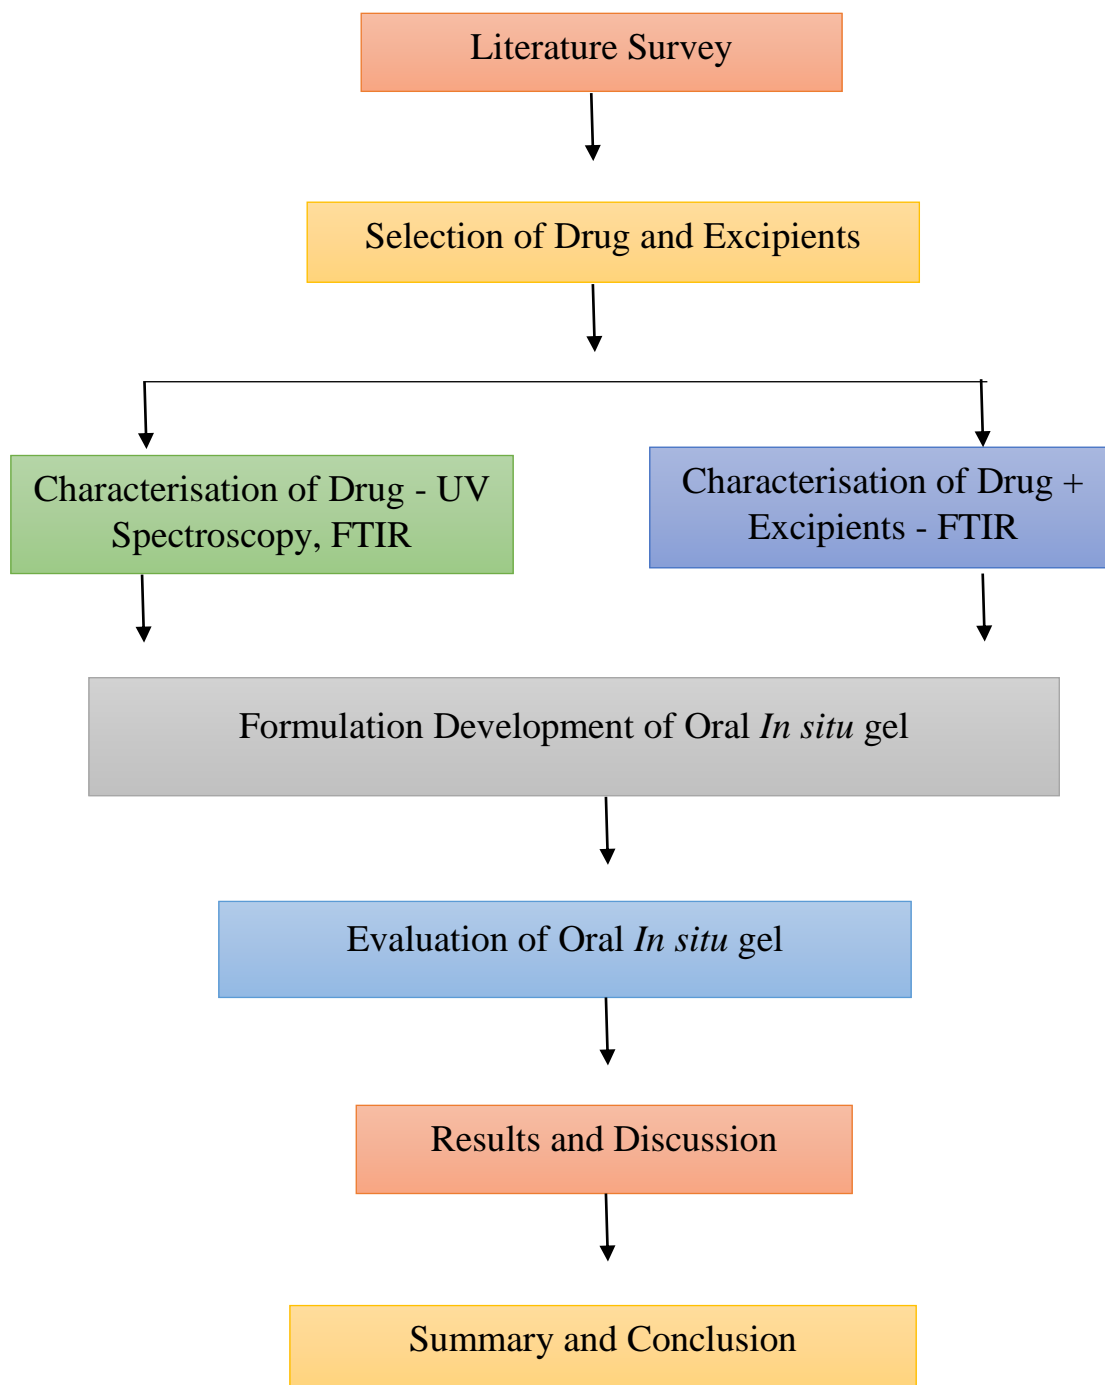 Literature Survey
Selection of Drug and Excipients
Characterisation of Drug - UV
Spectroscopy, FTIR
Characterisation of Drug +
Excipients - FTIR
Formulation Development of Oral In situ gel
Evaluation of Oral In situ gel
Results and Discussion
Summary and Conclusion